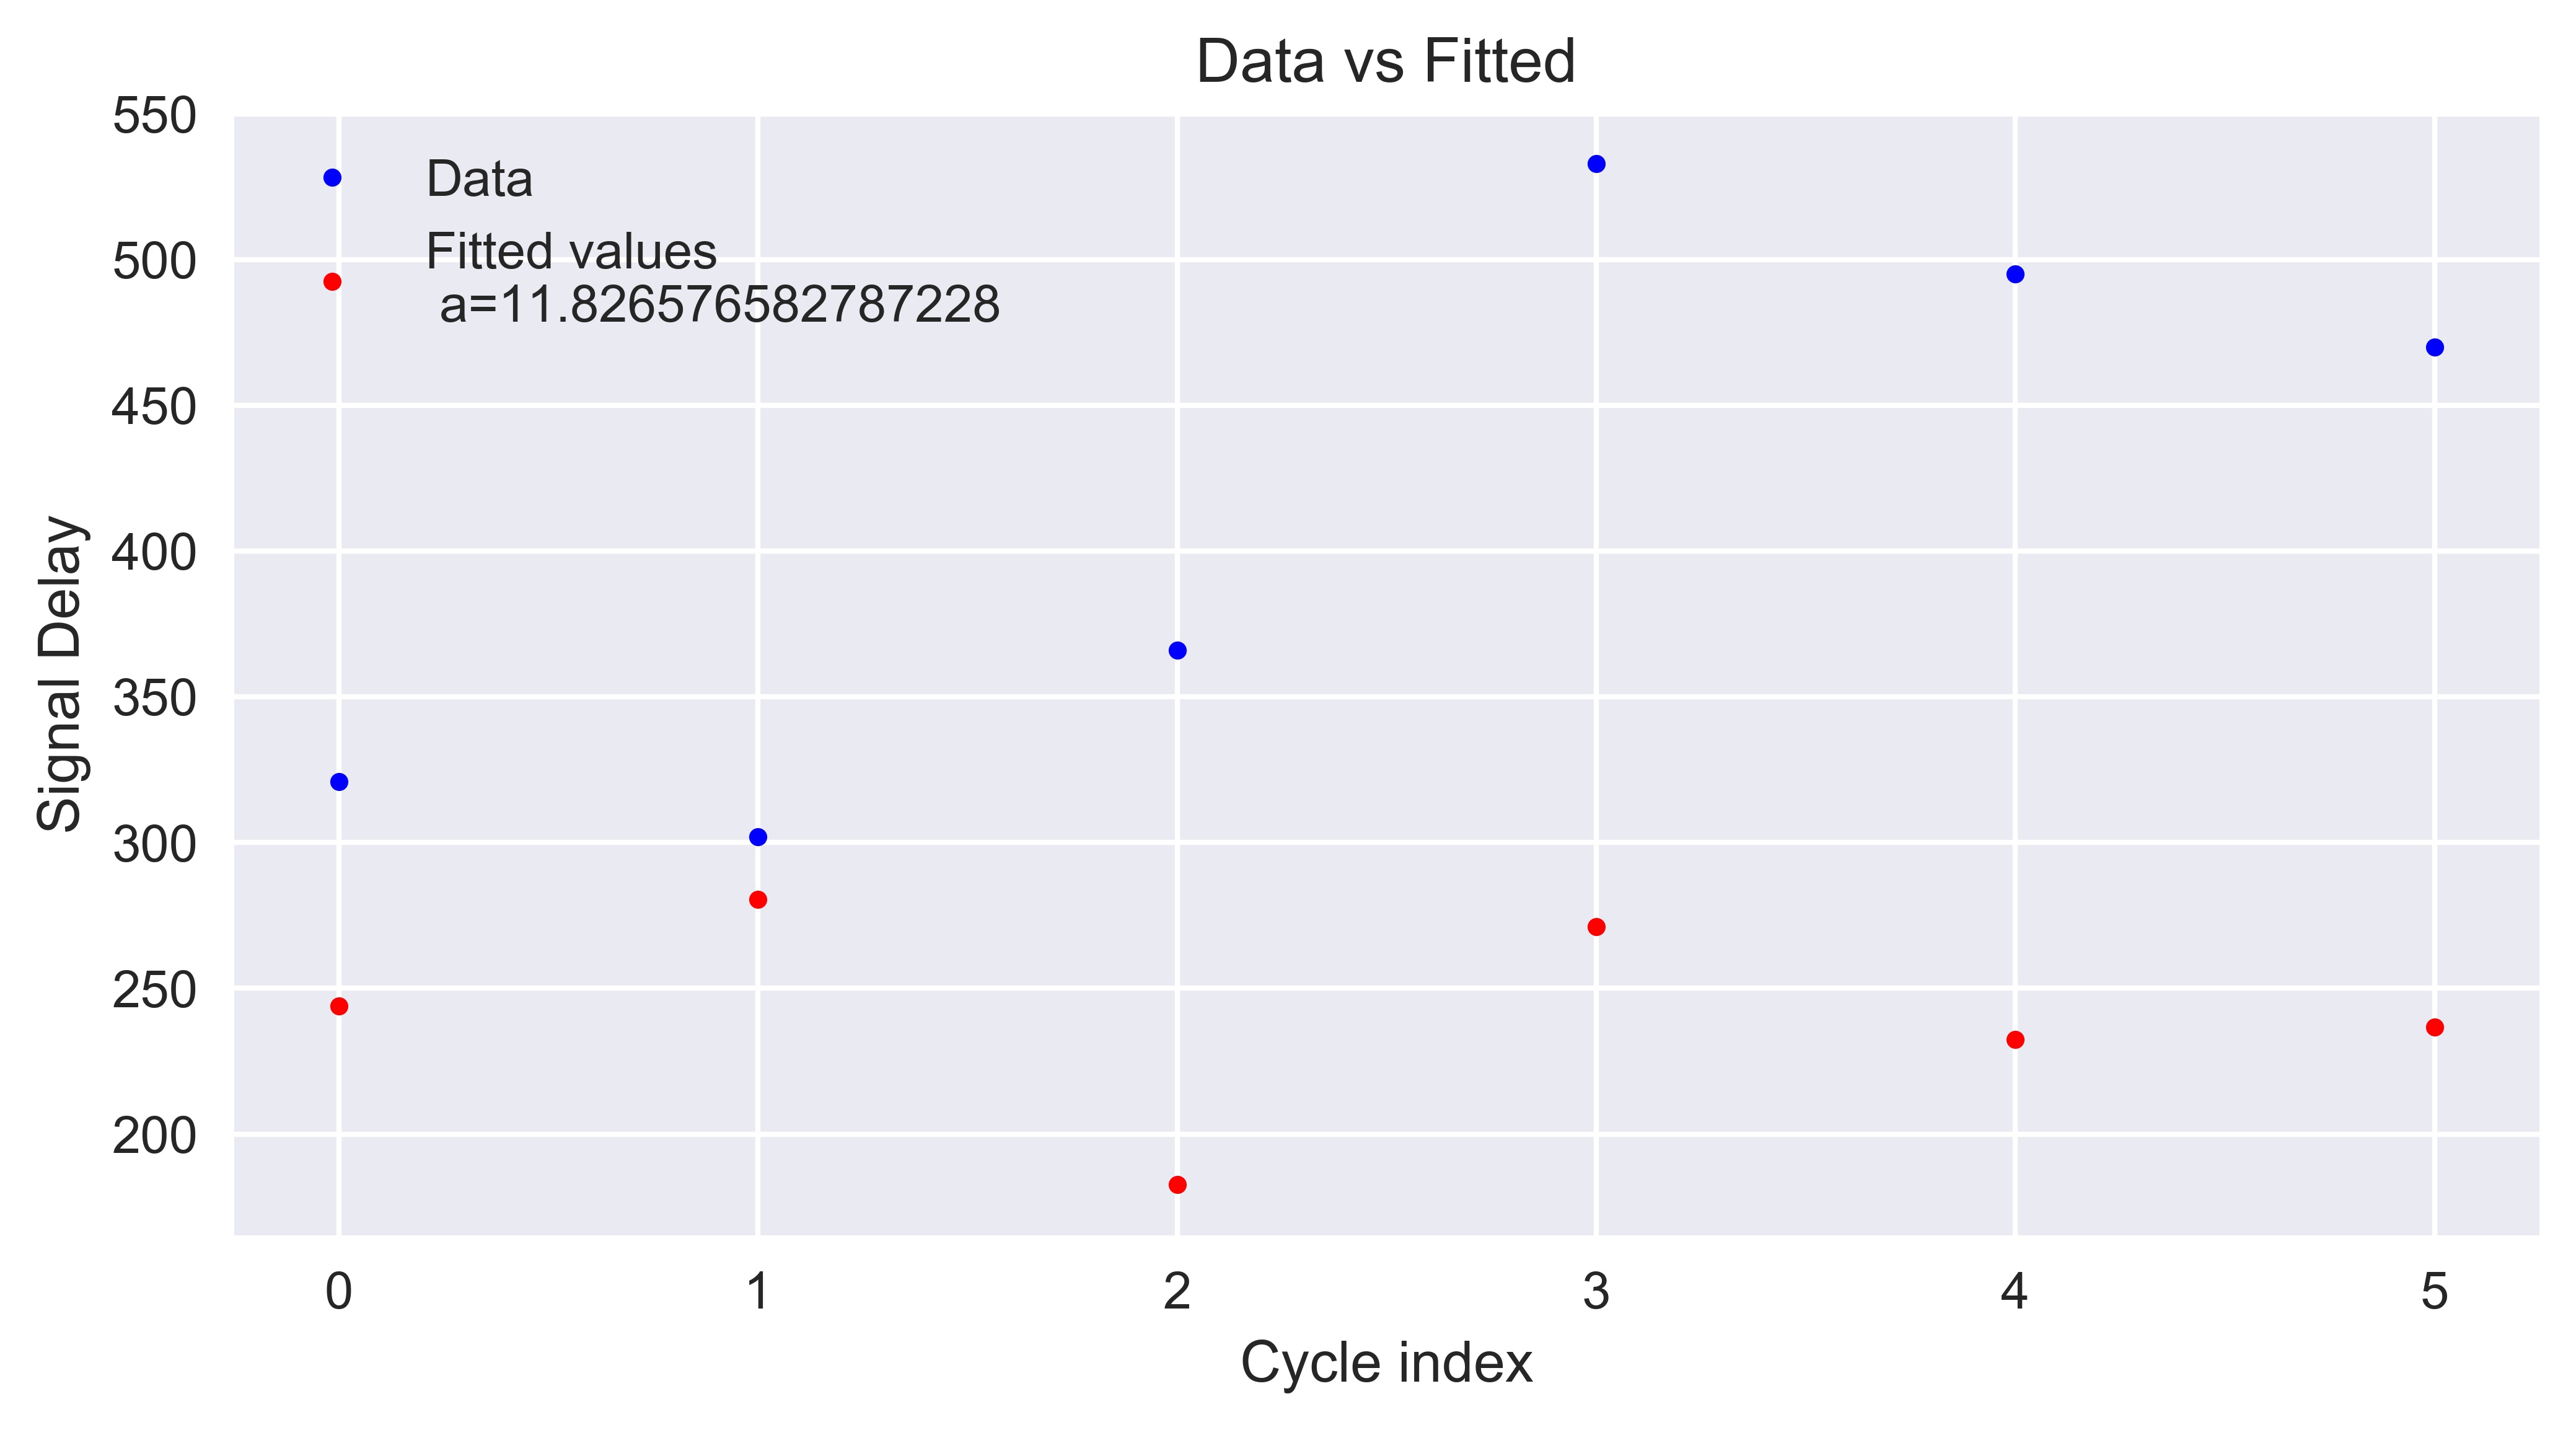 Data vs Fitted
550
500
450
400
350
300
250
200
Signal Delay
Data
Fitted values
a=11.826576582787228
0 1 2 3 4 5
Cycle index